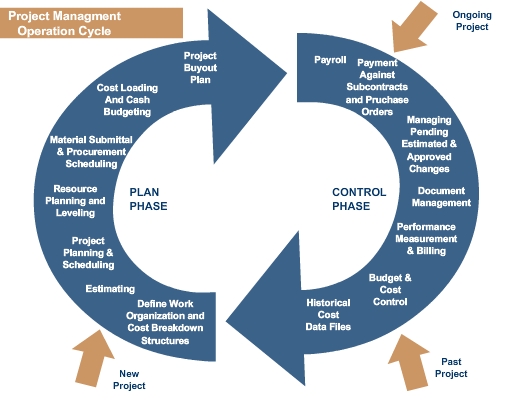 Project Managment
Operation Cycle
Ongoing
Project
Project
Buyout
Plan
Cost Loading
And Cash
Budgeting
Material Submittal
& Procurement
Scheduling
Resource
Planning and
Leveling
Project
Planning &
Scheduling
Estimating
Define Work
Organization and
Cost Breakdown
Structures
PLAN
PHASE
Payroll
Payment
Against
Subcontracts
and Pruchase
Orders
Managing
Pending
Estimated &
Approved
Changes
Document
Management
Performance
Measurement
& Billing
Budget &
Cost
Control
Historical
Cost
Data Files
CONTROL
PHASE
New
Project
Past
Project